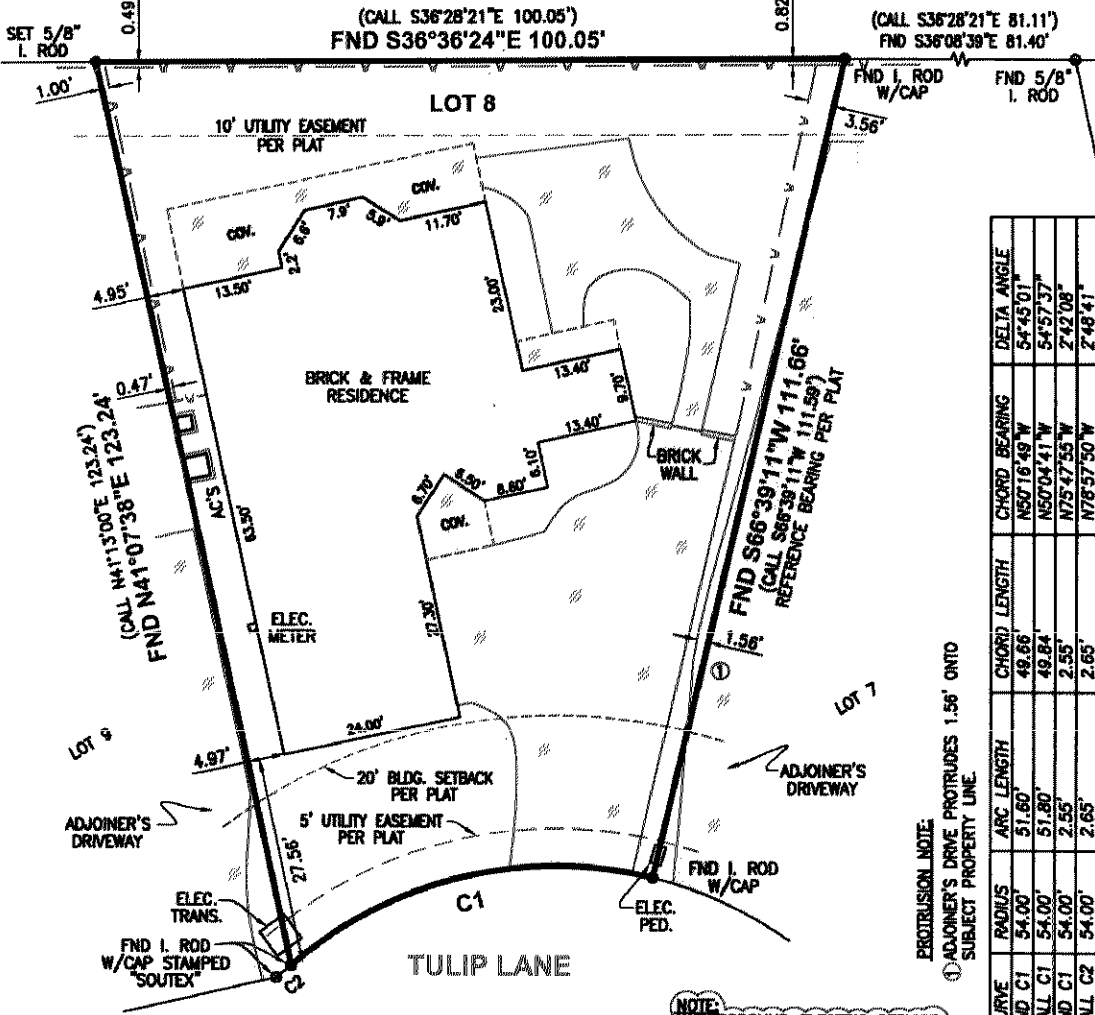 SET 5/8"
I. ROD
0.49
(CALL S36°28'21"E 100.05')
FND S36°36'24"E 100.05'
0.82
(CALL S36°28'21"E 81.11')
FND S36°08'39"E 81.40'
FND I. ROD
W/CAP
FND 5/8"
I. ROD
1.00'
LOT 8
3.56'
10' UTILITY EASEMENT
PER PLAT
COV.
COV.
7.9'
5.9'
11.70'
6.6'
2.2'
13.50'
4.95'
23.00'
0.47'
BRICK & FRAME
RESIDENCE
13.40'
9.70'
13.40'
BRICK
WALL
6.10'
8.60'
6.50'
6.70'
COV.
AC'S
63.50'
(CALL N41°13'00"E 123.24')
FND N41°07'38"E 123.24'
FND S66°39'11"W 111.66'
(CALL S66°39'11"W 111.59')
REFERENCE BEARING PER PLAT
ELEC.
METER
27.30'
1.56'
①
LOT 9
LOT 7
24.00'
4.97'
20' BLDG. SETBACK
PER PLAT
ADJOINER'S
DRIVEWAY
ADJOINER'S
DRIVEWAY
5' UTILITY EASEMENT
PER PLAT
27.56'
ELEC.
TRANS.
C1
FND I. ROD
W/CAP
ELEC.
PED.
FND I. ROD
W/CAP STAMPED
"SOUTEX"
C2
TULIP LANE
NOTE:
PROTRUSION NOTE:
① ADJOINER'S DRIVE PROTRUDES 1.56' ONTO
SUBJECT PROPERTY LINE.
RVE RADIUS ARC LENGTH CHORD LENGTH CHORD BEARING DELTA ANGLE
ND C1 54.00' 51.60' 49.66' N50°16'49"W 54°45'01"
ALL C1 54.00' 51.80' 49.84' N50°04'41"W 54°57'37"
ND C1 54.00' 2.55' 2.55' N75°47'55"W 2°42'08"
ALL C2 54.00' 2.65' 2.65' N78°57'50"W 2°48'41"